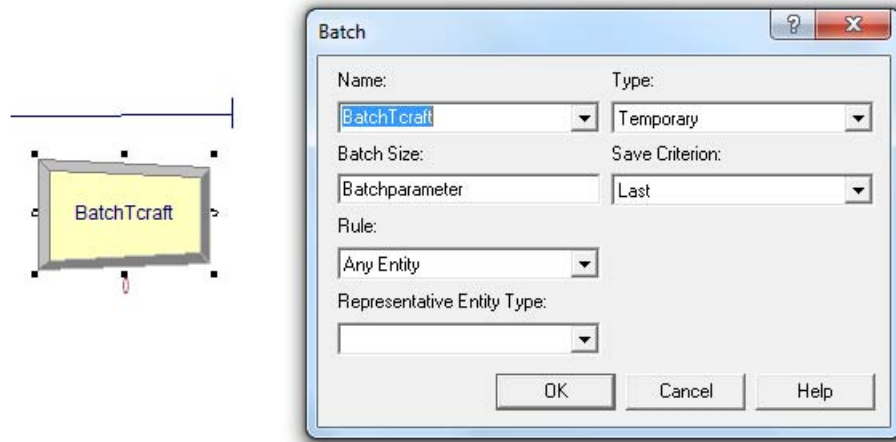 BatchTcraft
0
Batch
Name: Type:
BatchTcraft Temporary
Batch Size: Save Criterion:
Batchparameter Last
Rule:
Any Entity
Representative Entity Type:
OK Cancel Help